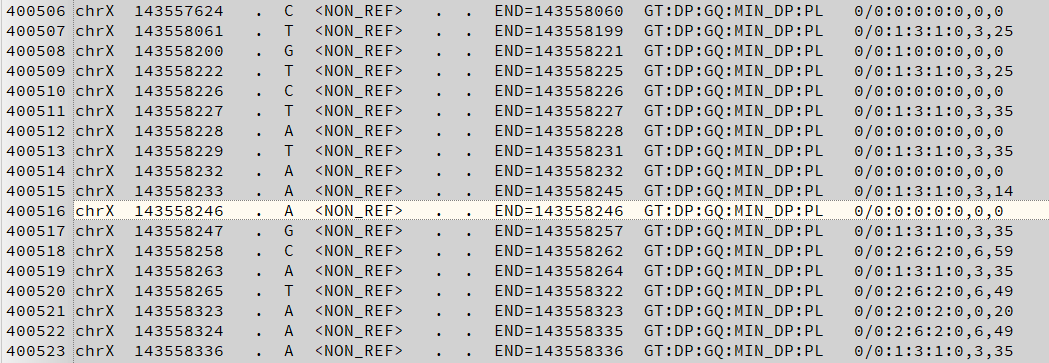 400506 chrX 143557624 . C <NON_REF> . . END=143558060 GT:DP:GQ:MIN_DP:PL 0/0:0:0:0:0,0,0
400507 chrX 143558061 . T <NON_REF> . . END=143558199 GT:DP:GQ:MIN_DP:PL 0/0:1:3:1:0,3,25
400508 chrX 143558200 . G <NON_REF> . . END=143558221 GT:DP:GQ:MIN_DP:PL 0/0:1:0:1:0,0,0
400509 chrX 143558222 . T <NON_REF> . . END=143558225 GT:DP:GQ:MIN_DP:PL 0/0:1:3:1:0,3,25
400510 chrX 143558226 . C <NON_REF> . . END=143558226 GT:DP:GQ:MIN_DP:PL 0/0:0:0:0:0,0,0
400511 chrX 143558227 . T <NON_REF> . . END=143558227 GT:DP:GQ:MIN_DP:PL 0/0:1:3:1:0,3,35
400512 chrX 143558228 . A <NON_REF> . . END=143558228 GT:DP:GQ:MIN_DP:PL 0/0:0:0:0:0,0,0
400513 chrX 143558229 . T <NON_REF> . . END=143558231 GT:DP:GQ:MIN_DP:PL 0/0:1:3:1:0,3,35
400514 chrX 143558232 . A <NON_REF> . . END=143558232 GT:DP:GQ:MIN_DP:PL 0/0:0:0:0:0,0,0
400515 chrX 143558233 . A <NON_REF> . . END=143558245 GT:DP:GQ:MIN_DP:PL 0/0:1:3:1:0,3,14
400516 chrX 143558246 . A <NON_REF> . . END=143558246 GT:DP:GQ:MIN_DP:PL 0/0:0:0:0:0,0,0
400517 chrX 143558247 . G <NON_REF> . . END=143558257 GT:DP:GQ:MIN_DP:PL 0/0:1:3:1:0,3,35
400518 chrX 143558258 . C <NON_REF> . . END=143558262 GT:DP:GQ:MIN_DP:PL 0/0:2:6:2:0,6,59
400519 chrX 143558263 . A <NON_REF> . . END=143558264 GT:DP:GQ:MIN_DP:PL 0/0:1:3:1:0,3,35
400520 chrX 143558265 . T <NON_REF> . . END=143558322 GT:DP:GQ:MIN_DP:PL 0/0:2:6:2:0,6,49
400521 chrX 143558323 . A <NON_REF> . . END=143558323 GT:DP:GQ:MIN_DP:PL 0/0:2:0:2:0,0,20
400522 chrX 143558324 . A <NON_REF> . . END=143558335 GT:DP:GQ:MIN_DP:PL 0/0:2:6:2:0,6,49
400523 chrX 143558336 . A <NON_REF> . . END=143558336 GT:DP:GQ:MIN_DP:PL 0/0:1:3:1:0,3,35